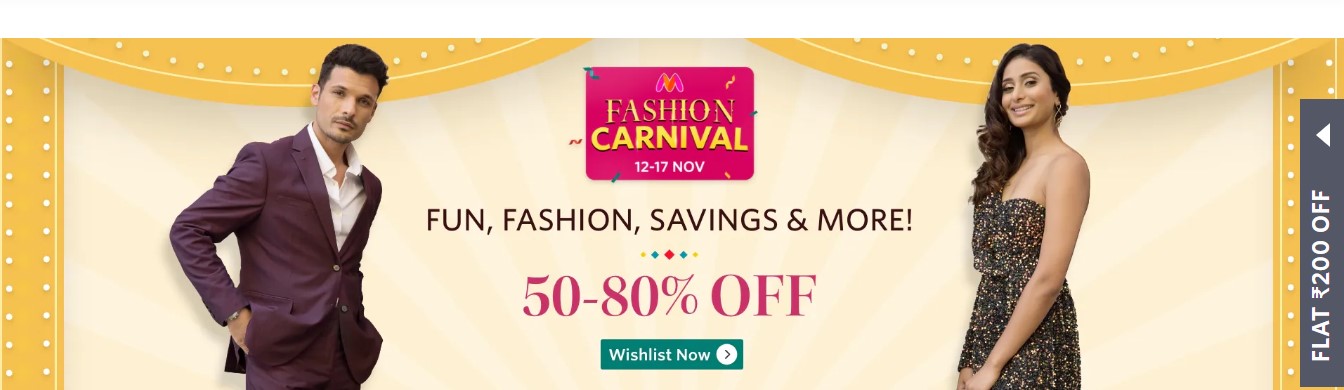 FASHION
CARNIVAL
12-17 NOV
FUN, FASHION, SAVINGS & MORE!
50-80% OFF
Wishlist Now
FLAT ₹200 OFF